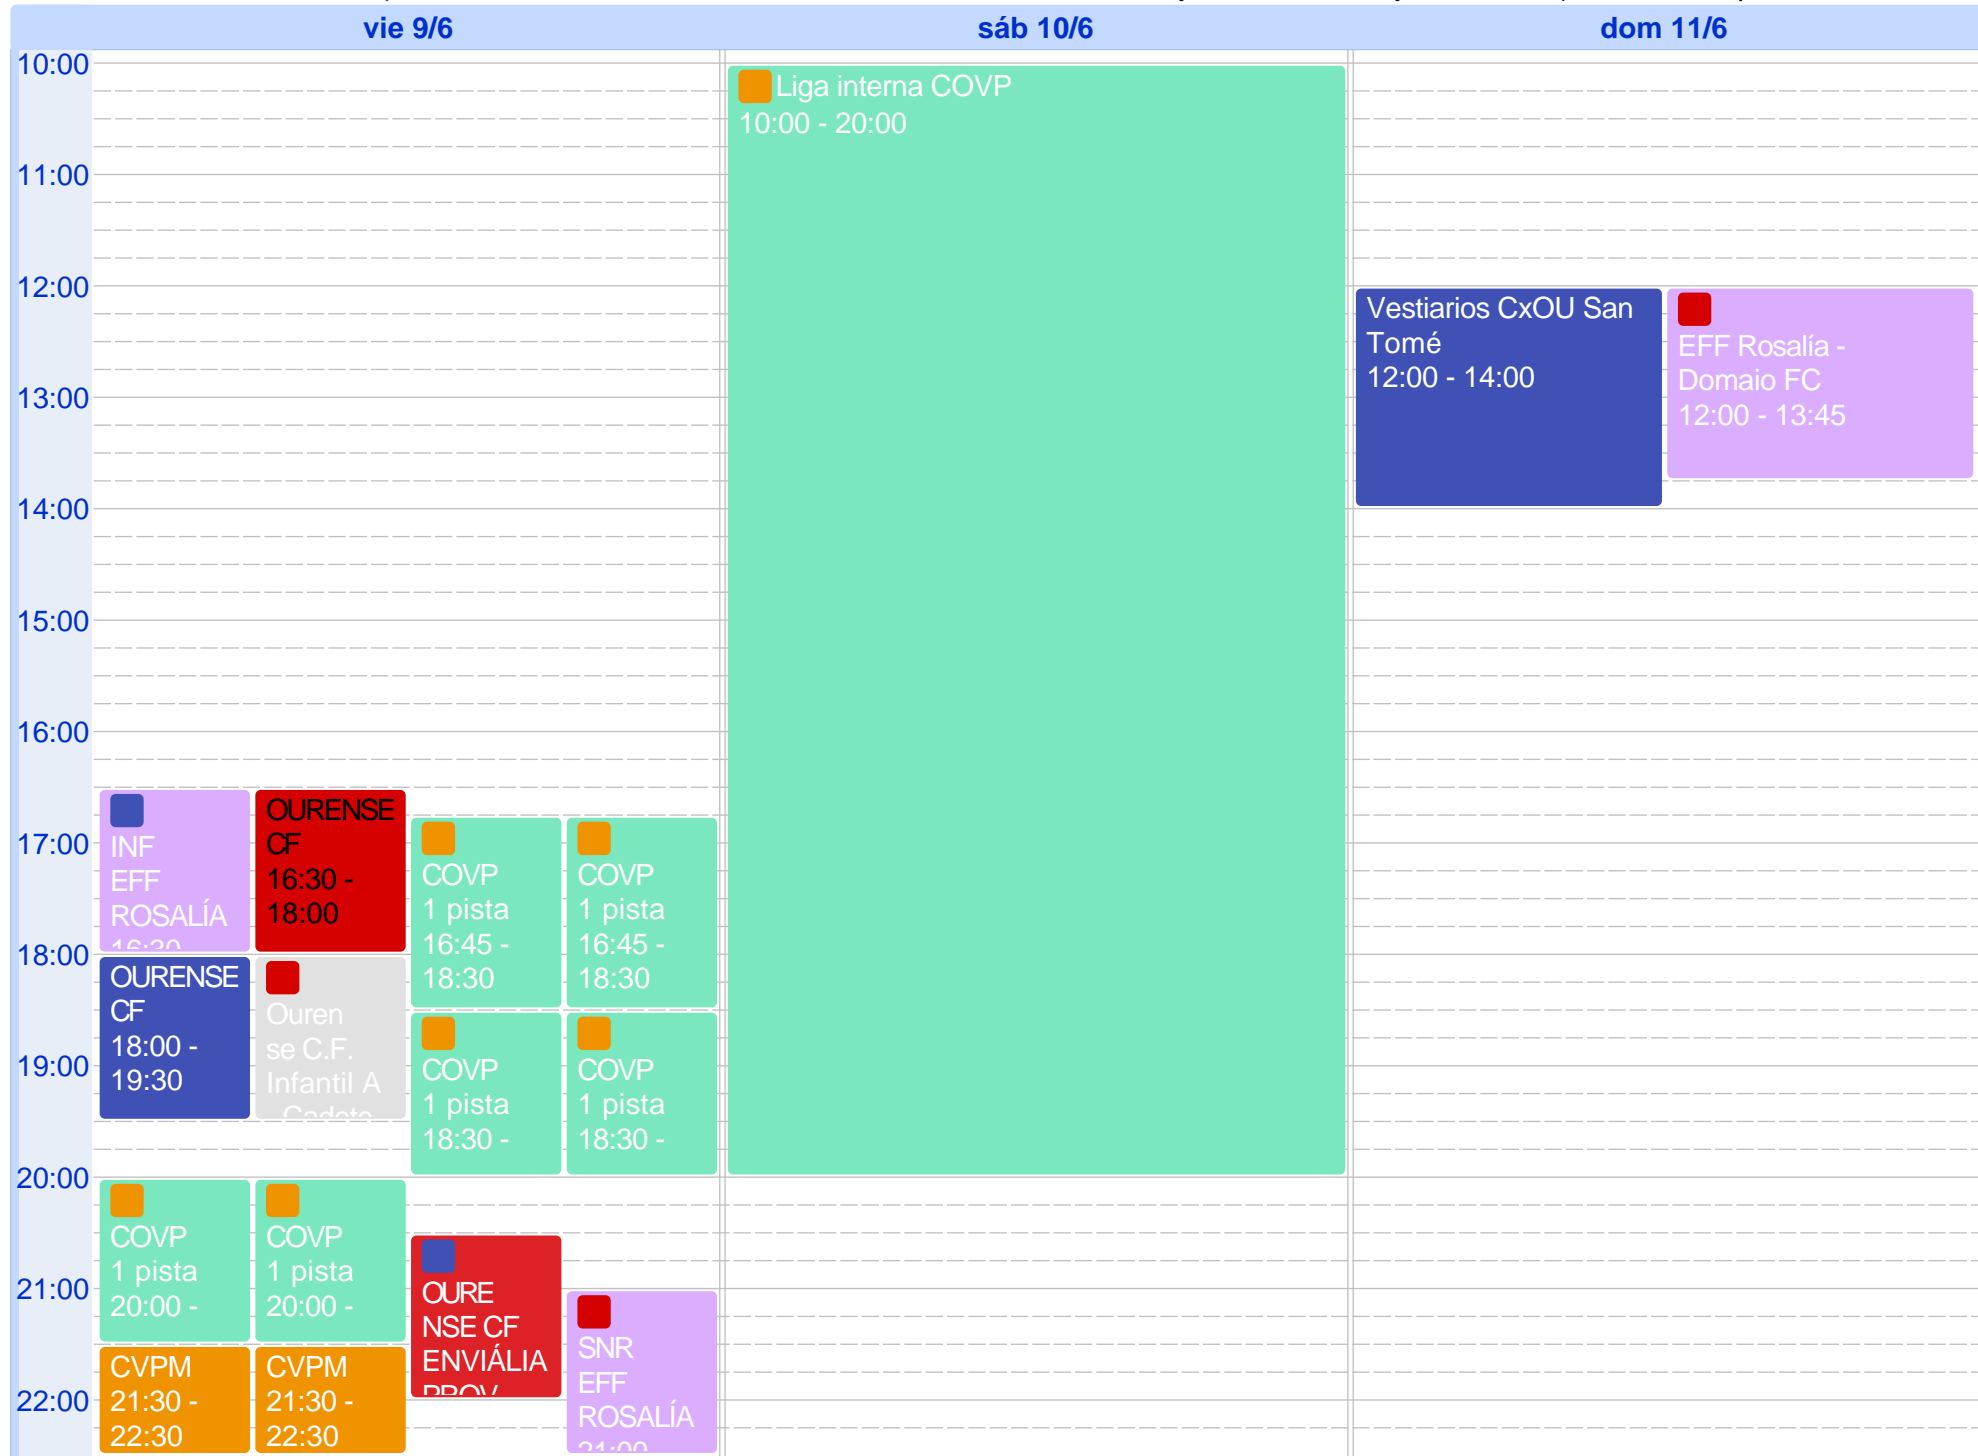 vie 9/6
sáb 10/6
dom 11/6
10:00
11:00
12:00
13:00
14:00
15:00
16:00
17:00
18:00
19:00
20:00
21:00
22:00
INF
EFF
ROSALÍA
16:30
OURENSE
CF
16:30 -
18:00
COVP
1 pista
16:45 -
18:30
COVP
1 pista
16:45 -
18:30
OURENSE
CF
18:00 -
19:30
Ouren
se C.F.
Infantil A
Cadete
COVP
1 pista
18:30 -
COVP
1 pista
18:30 -
COVP
1 pista
20:00 -
COVP
1 pista
20:00 -
OURE
NSE CF
ENVIÁLIA
PROV
SNR
EFF
ROSALÍA
21:00
CVPM
21:30 -
22:30
CVPM
21:30 -
22:30
Liga interna COVP
10:00 - 20:00
Vestiarios CxOU San
Tomé
12:00 - 14:00
EFF Rosalía -
Domaio FC
12:00 - 13:45